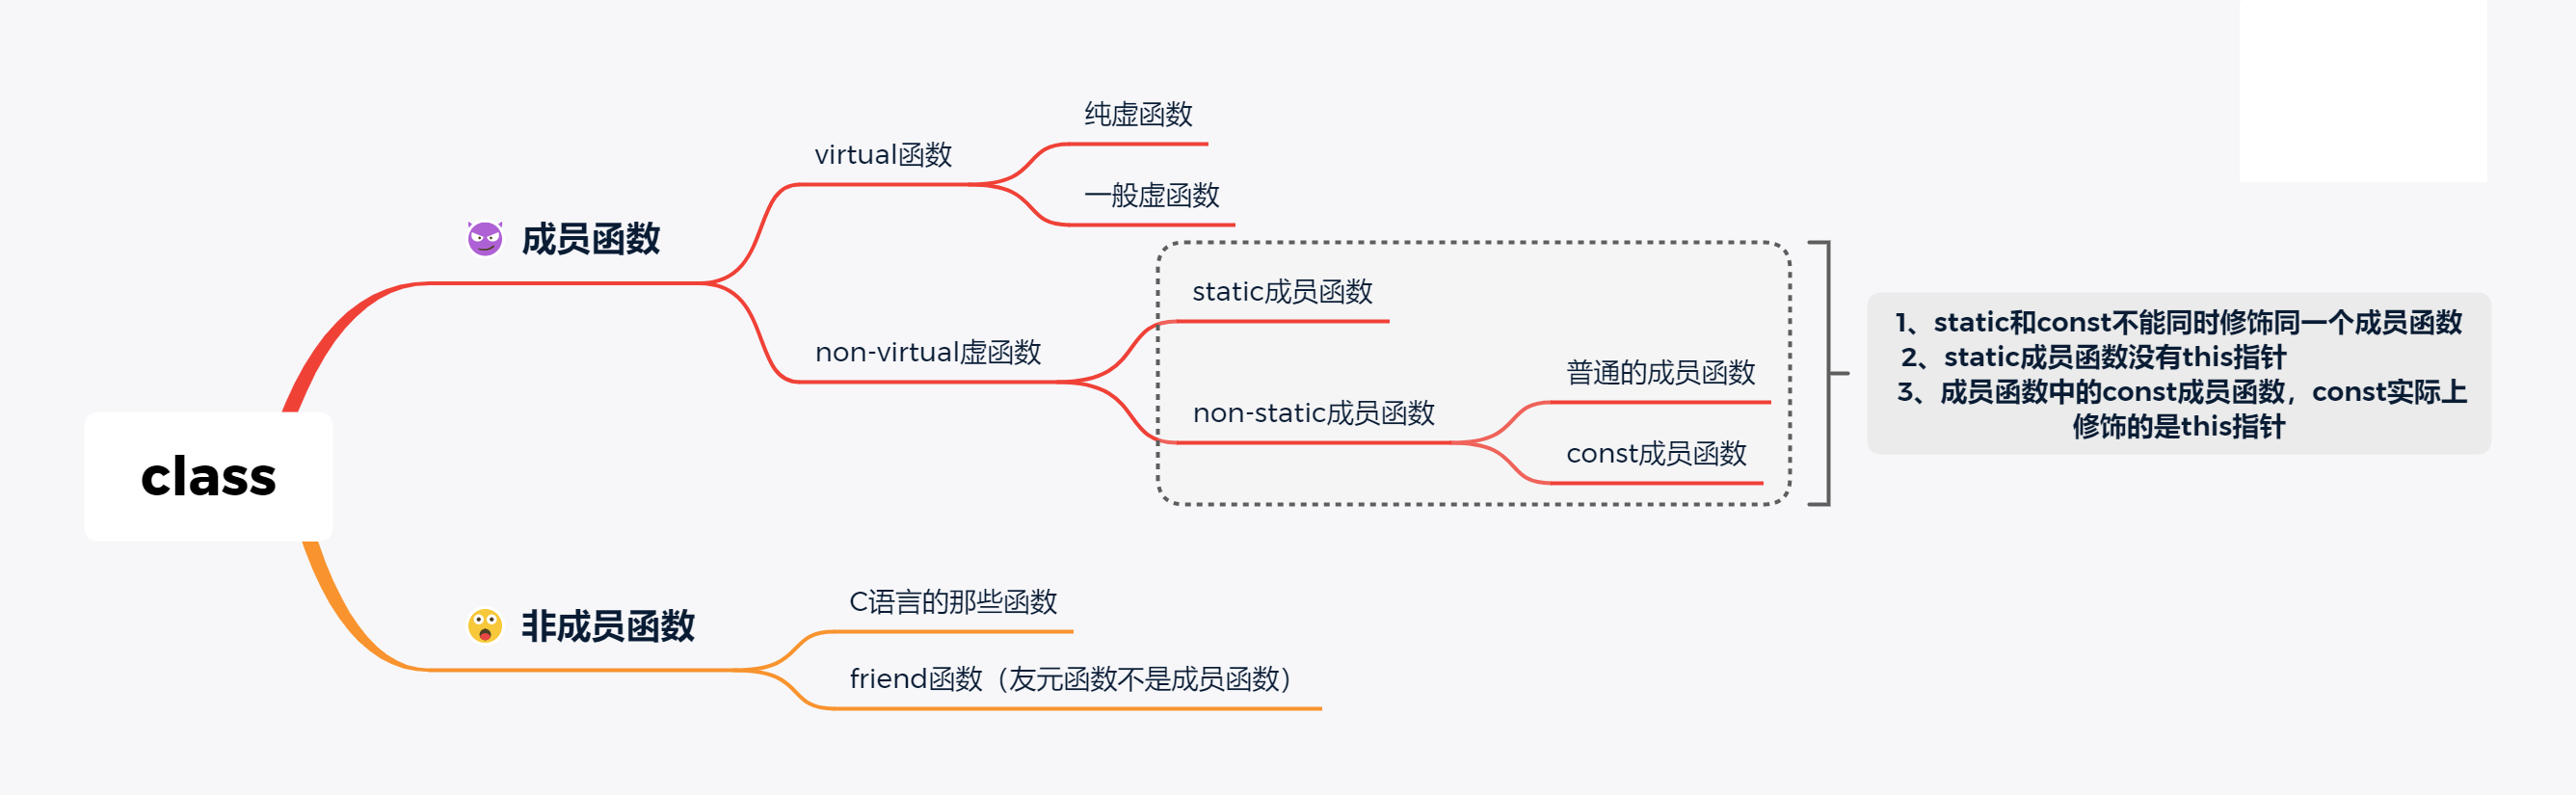 class
成员函数
virtual函数
纯虚函数
一般虚函数
non-virtual虚函数
static成员函数
non-static成员函数
普通的成员函数
const成员函数
1、static和const不能同时修饰同一个成员函数
2、static成员函数没有this指针
3、成员函数中的const成员函数，const实际上
修饰的是this指针
非成员函数
C语言的那些函数
friend函数（友元函数不是成员函数）